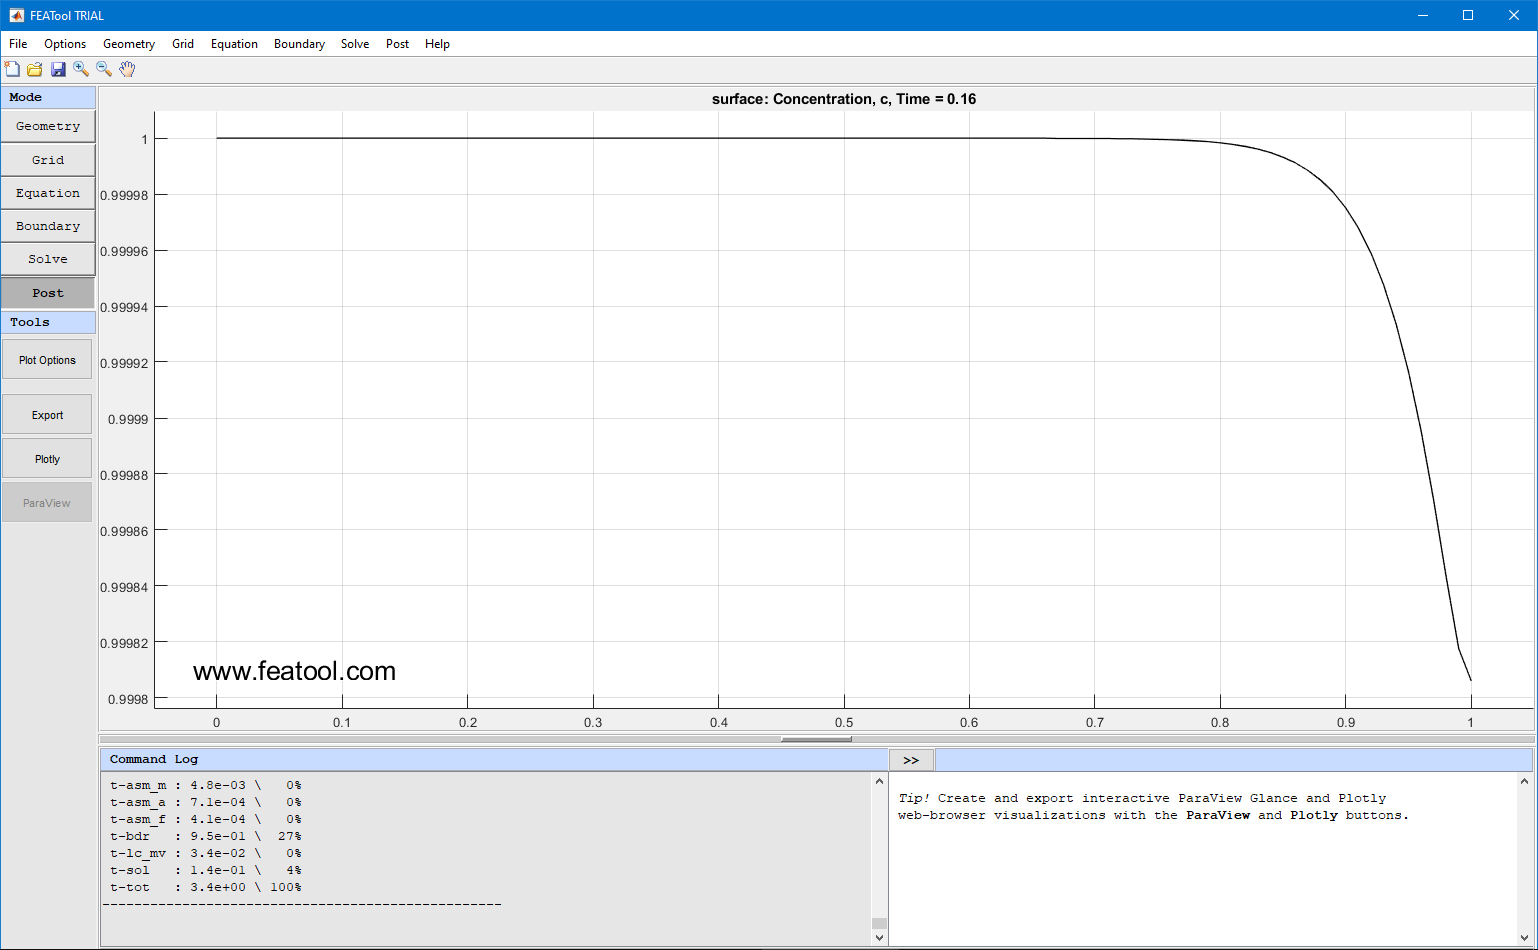 FEATool TRIAL
File Options Geometry Grid Equation Boundary Solve Post Help
Mode
Geometry
Grid
Equation
Boundary
Solve
Post
Tools
Plot Options
Export
Plotly
ParaView
surface: Concentration, c, Time = 0.16
1
0.99998
0.99996
0.99994
0.99992
0.9999
0.99988
0.99986
0.99984
0.99982
0.9998
www.featool.com
0 0.1 0.2 0.3 0.4 0.5 0.6 0.7 0.8 0.9 1
Command Log
t-asm_m : 4.8e-03 \ 0%
t-asm_a : 7.1e-04 \ 0%
t-asm_f : 4.1e-04 \ 0%
t-bdr : 9.5e-01 \ 27%
t-lc_mv : 3.4e-02 \ 0%
t-sol : 1.4e-01 \ 4%
t-tot : 3.4e+00 \ 100%
--------------------------------------------------
>>
Tip! Create and export interactive ParaView Glance and Plotly
web-browser visualizations with the ParaView and Plotly buttons.